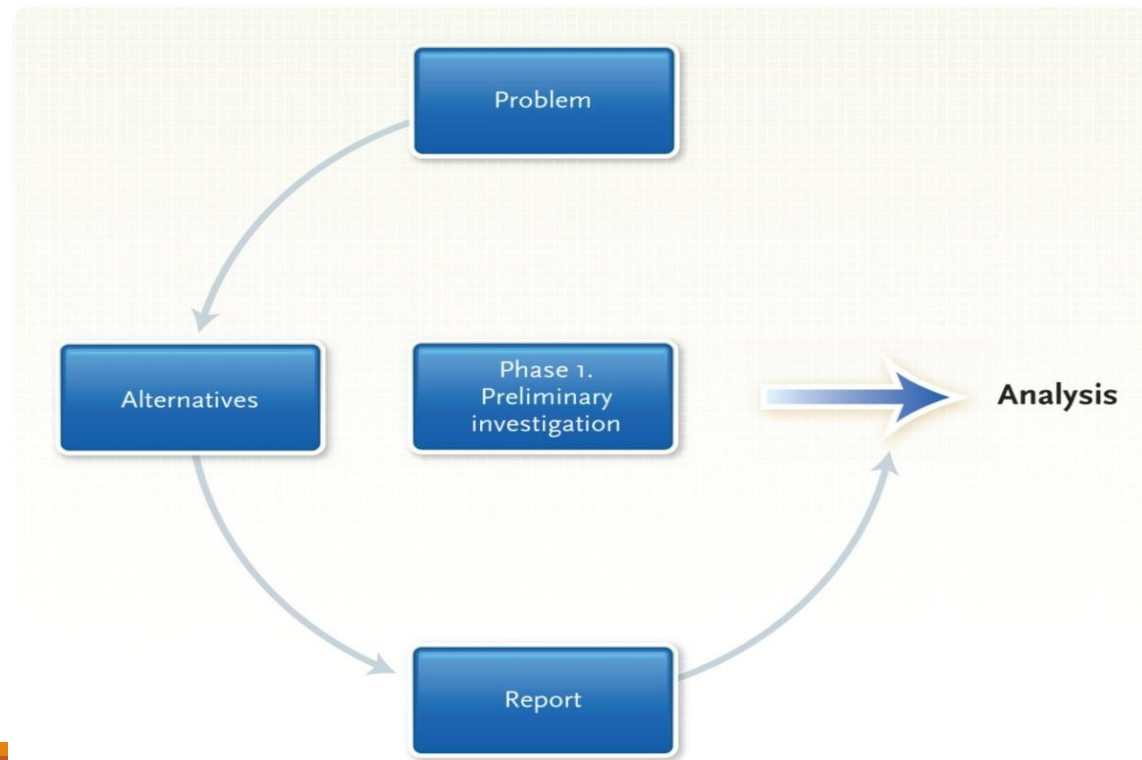 Problem
Alternatives
Phase 1.
Preliminary
investigation
Analysis
Report